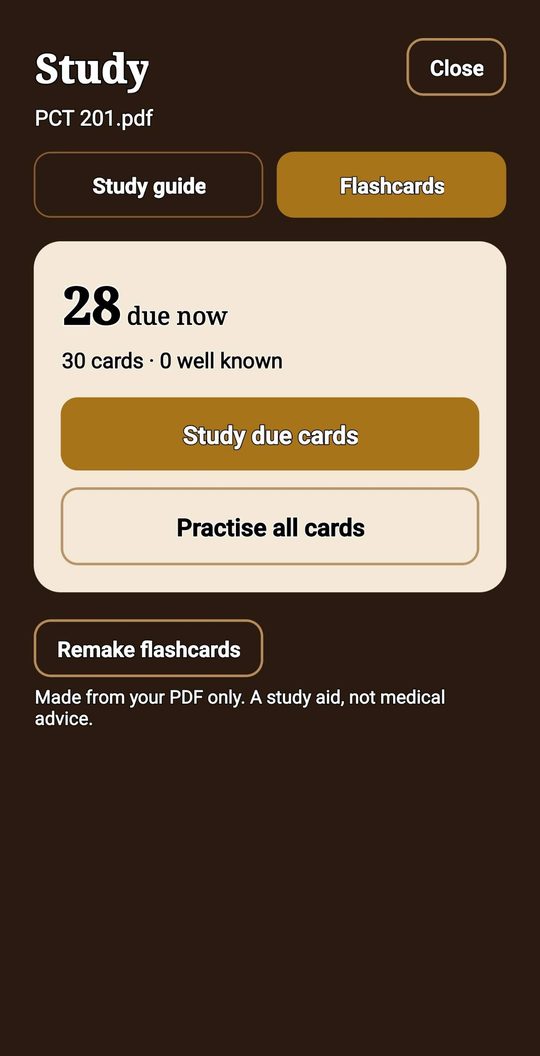 Study
Close
PCT 201.pdf
Study guide
Flashcards
28 due now
30 cards · 0 well known
Study due cards
Practise all cards
Remake flashcards
Made from your PDF only. A study aid, not medical
advice.